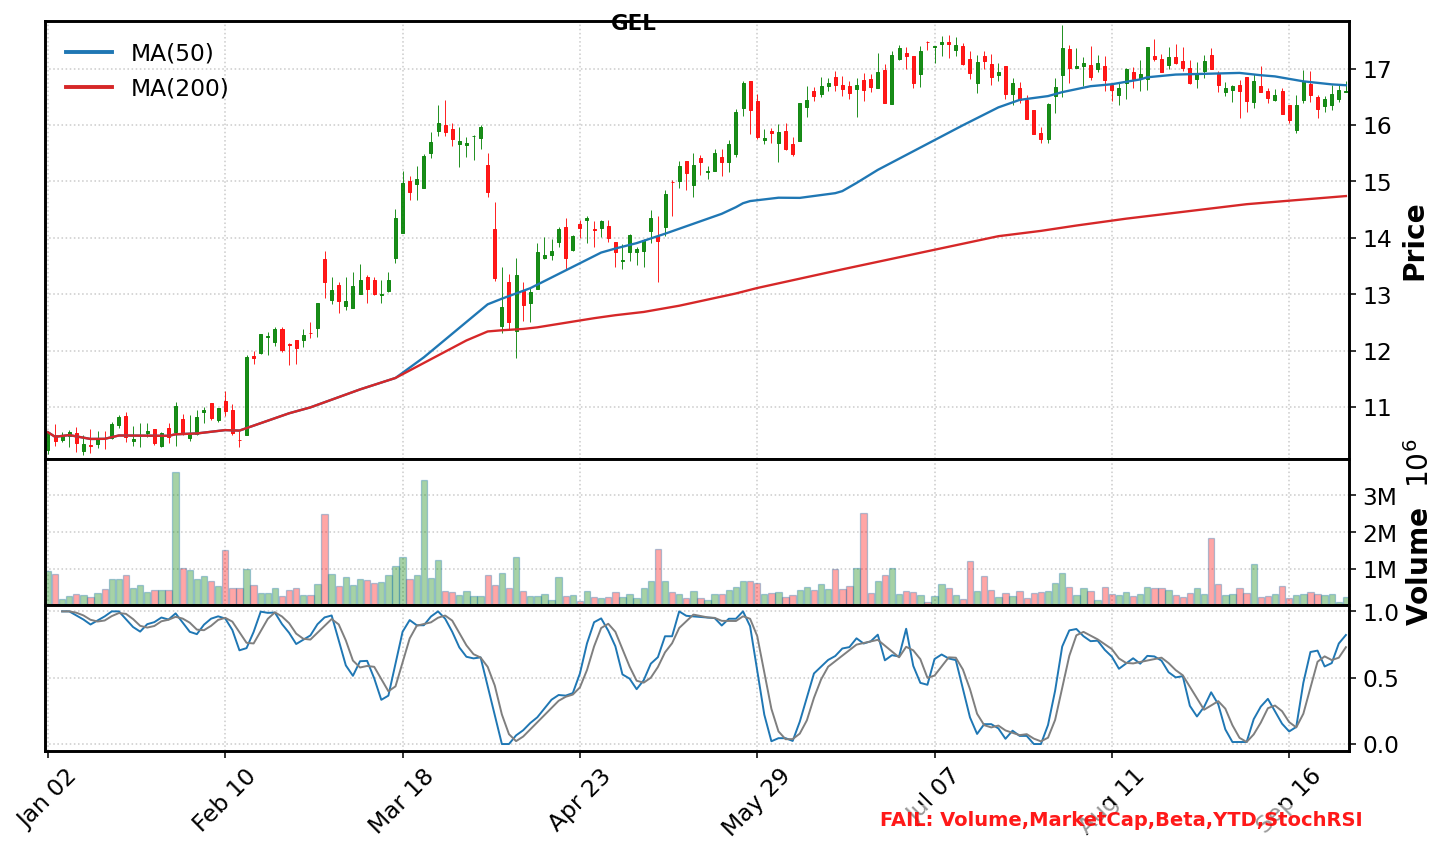 GEL
MA(50)
MA(200)
17
16
15
14
13
12
11
Price
3M
2M
1M
Volume 10^6
1.0
0.5
0.0
Jan 02
Feb 10
Mar 18
Apr 23
May 29
Jul 07
Aug 11
Sep 16
FAIL: Volume,MarketCap,Beta,YTD,StochRSI